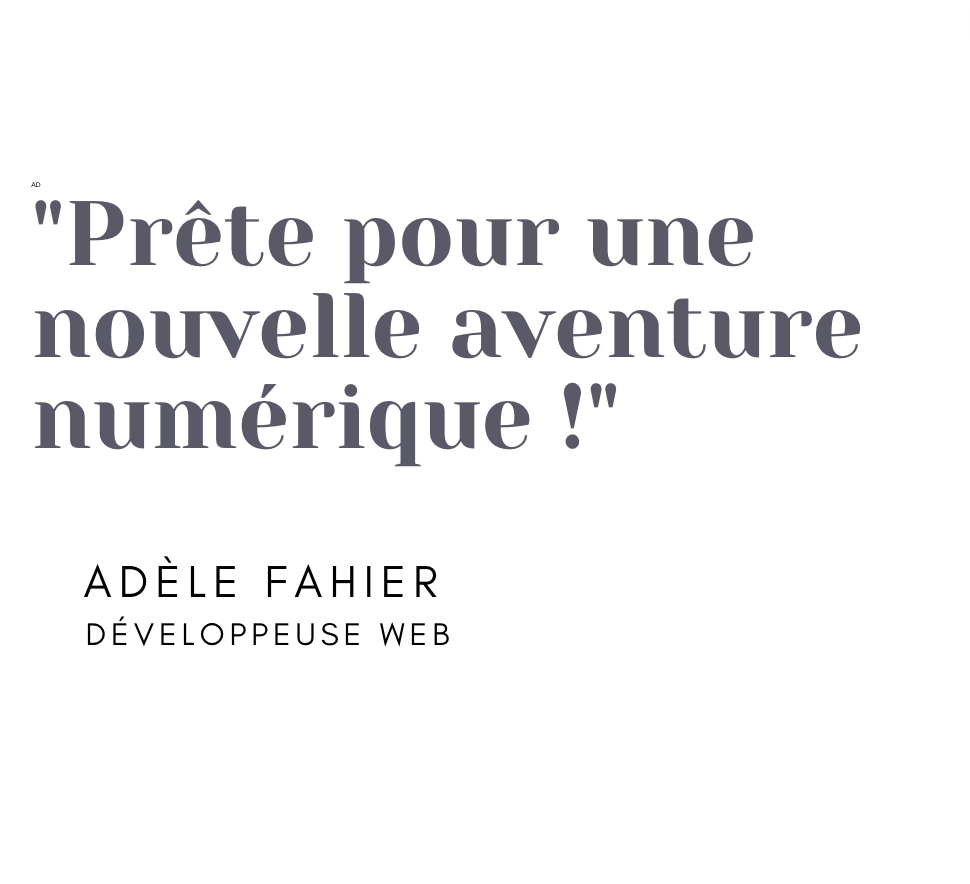 AD
"Prête pour une
nouvelle aventure
numérique !"
ADÈLE FAHIER
DÉVELOPPEUSE WEB